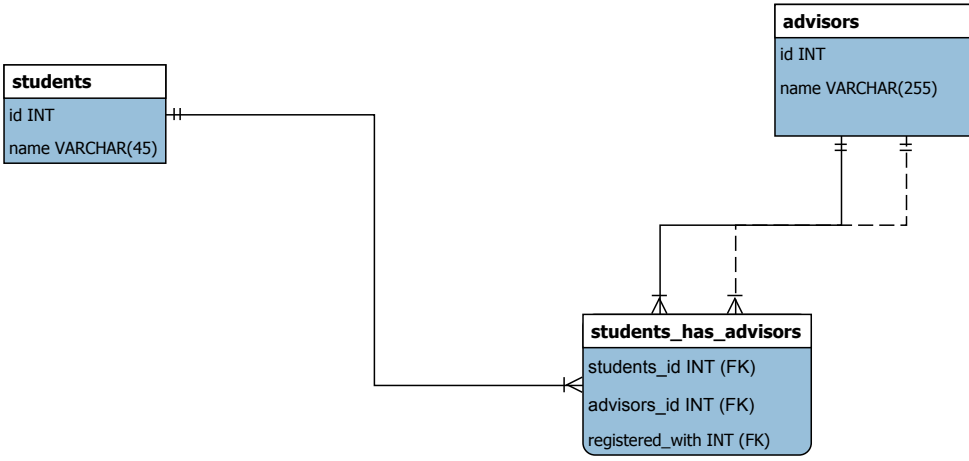 advisors
id INT
name VARCHAR(255)
students
id INT
name VARCHAR(45)
students_has_advisors
students_id INT (FK)
advisors_id INT (FK)
registered_with INT (FK)